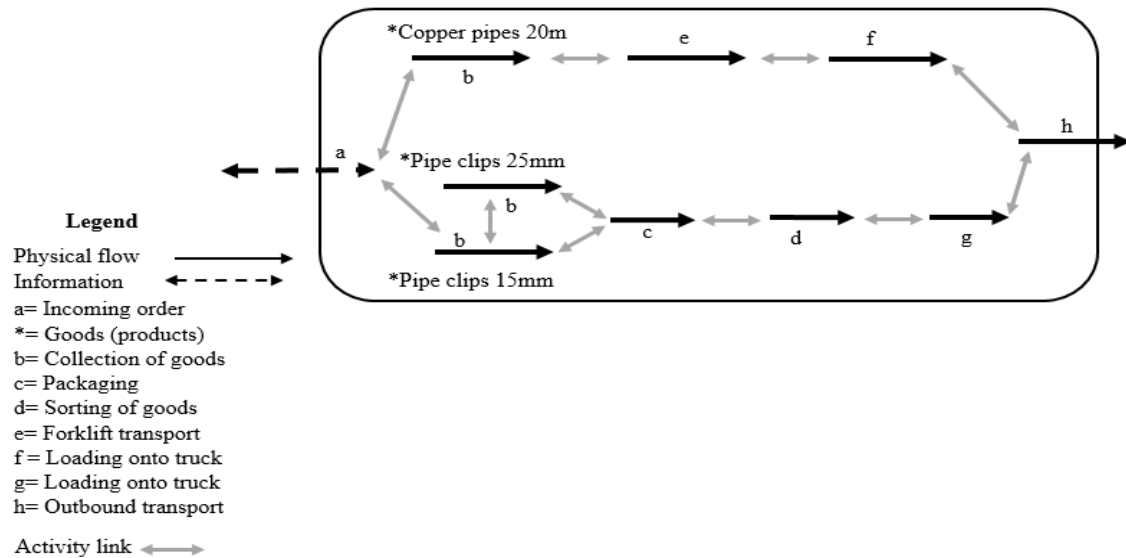 *Copper pipes 20m
e
f
b
h
a
*Pipe clips 25mm
b
b
c
d
g
*Pipe clips 15mm
Legend
Physical flow
Information
a= Incoming order
*= Goods (products)
b= Collection of goods
c= Packaging
d= Sorting of goods
e= Forklift transport
f = Loading onto truck
g= Loading onto truck
h= Outbound transport
Activity link